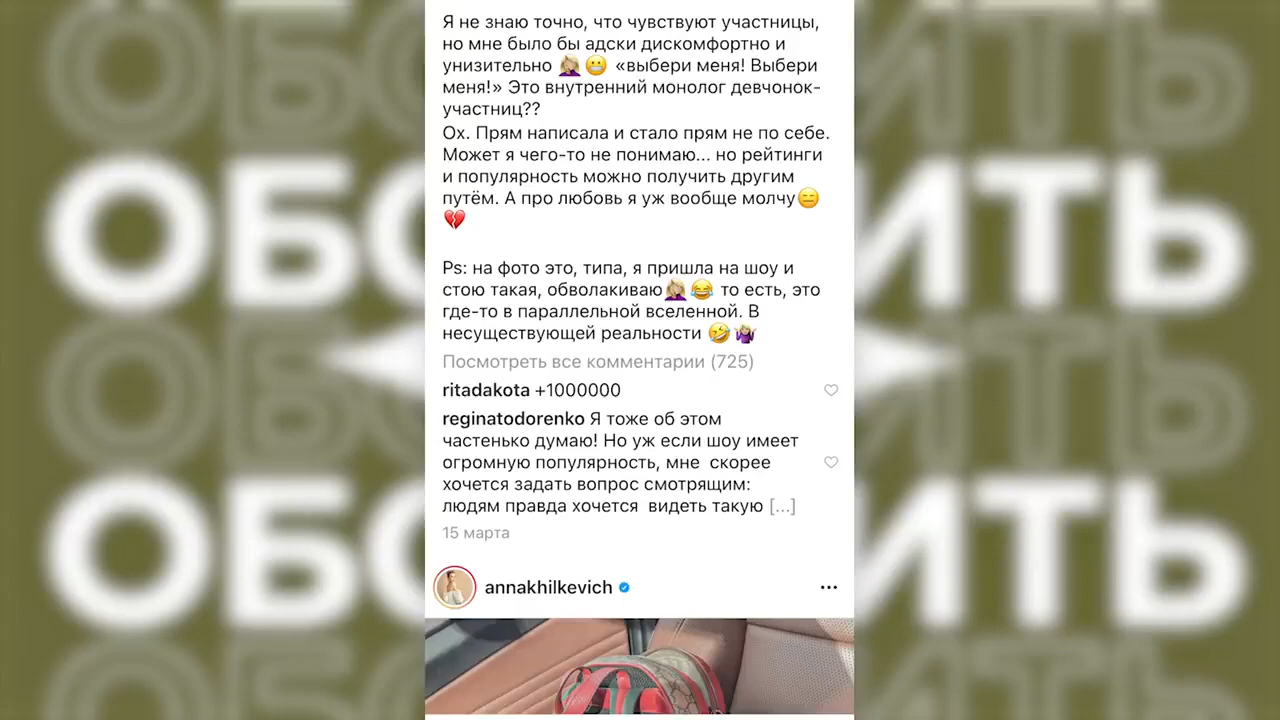 Я не знаю точно, что чувствуют участницы,
но мне было бы адски дискомфортно и
унизительно 🤦🏼‍♀️😬 «выбери меня! Выбери
меня!» Это внутренний монолог девчонок-
участниц??
Ох. Прям написала и стало прям не по себе.
Может я чего-то не понимаю... но рейтинги
и популярность можно получить другим
путём. А про любовь я уж вообще молчу😑
💔
Ps: на фото это, типа, я пришла на шоу и
стою такая, обволакиваю🤦🏼‍♀️😂 то есть, это
где-то в параллельной вселенной. В
несуществующей реальности 🤣🤷🏼‍♀️
Посмотреть все комментарии (725)
ritadakota +1000000
reginatodorenko Я тоже об этом
частенько думаю! Но уж если шоу имеет
огромную популярность, мне скорее
хочется задать вопрос смотрящим:
людям правда хочется видеть такую [...]
15 марта
annakhilkevich